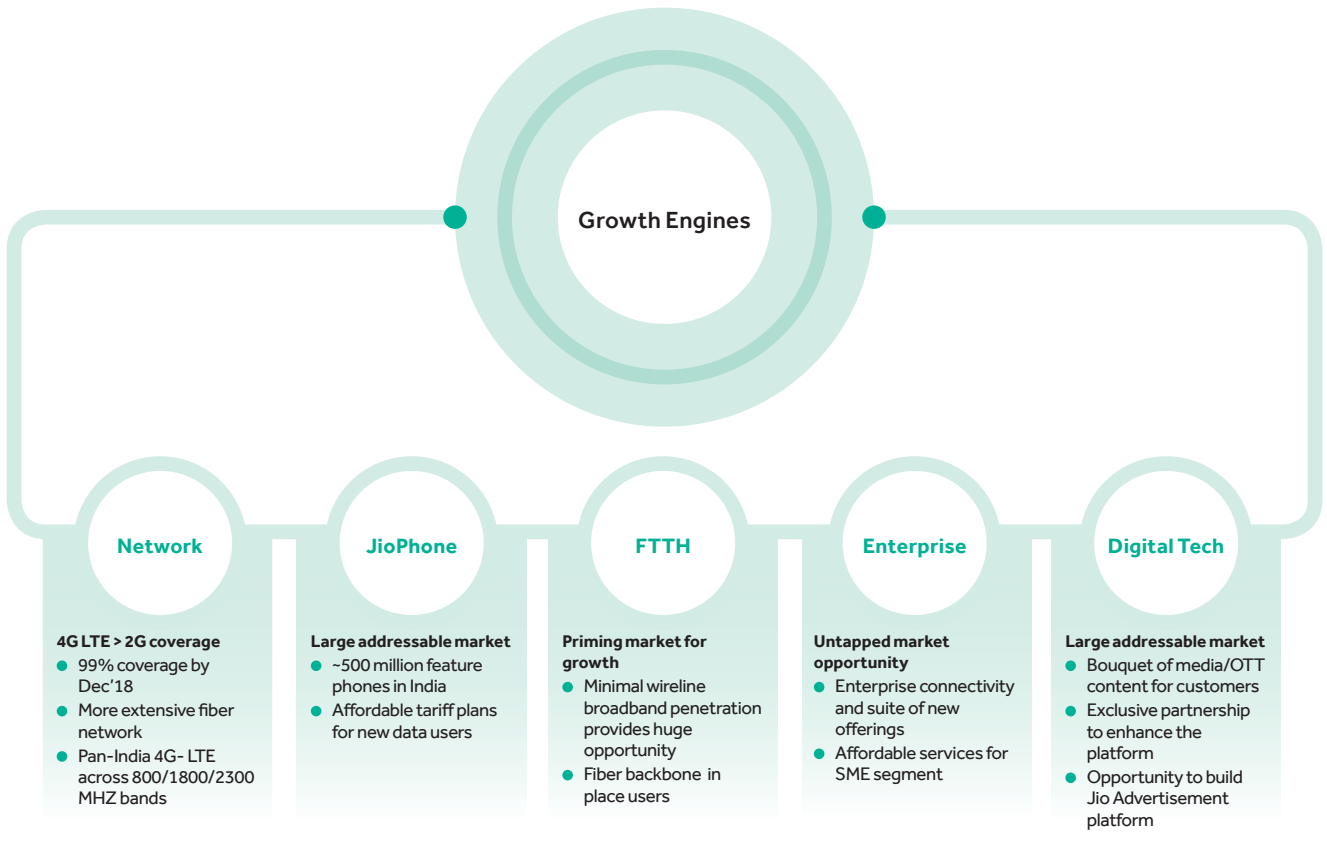 Growth Engines
Network
4G LTE > 2G coverage
99% coverage by
Dec'18
More extensive fiber
network
Pan-India 4G- LTE
across 800/1800/2300
MHZ bands
JioPhone
Large addressable market
~500 million feature
phones in India
Affordable tariff plans
for new data users
FTTH
Priming market for
growth
Minimal wireline
broadband penetration
provides huge
opportunity
Fiber backbone in
place users
Enterprise
Untapped market
opportunity
Enterprise connectivity
and suite of new
offerings
Affordable services for
SME segment
Digital Tech
Large addressable market
Bouquet of media/OTT
content for customers
Exclusive partnership
to enhance the
platform
Opportunity to build
Jio Advertisement
platform